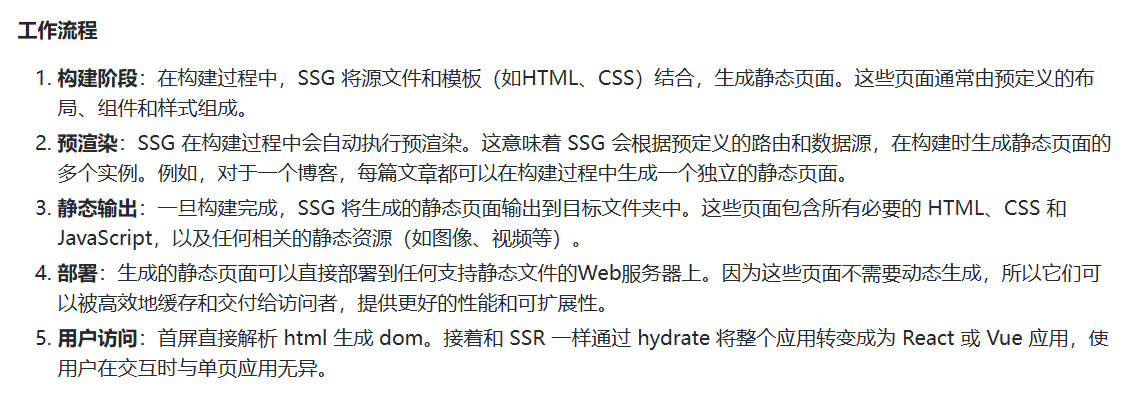 工作流程
1. 构建阶段：在构建过程中，SSG 将源文件和模板（如HTML、CSS）结合，生成静态页面。这些页面通常由预定义的布
局、组件和样式组成。
2. 预渲染：SSG 在构建过程中会自动执行预渲染。这意味着 SSG 会根据预定义的路由和数据源，在构建时生成静态页面的
多个实例。例如，对于一个博客，每篇文章都可以在构建过程中生成一个独立的静态页面。
3. 静态输出：一旦构建完成，SSG 将生成的静态页面输出到目标文件夹中。这些页面包含所有必要的 HTML、CSS 和
JavaScript，以及任何相关的静态资源（如图像、视频等）。
4. 部署：生成的静态页面可以直接部署到任何支持静态文件的Web服务器上。因为这些页面不需要动态生成，所以它们可
以被高效地缓存和交付给访问者，提供更好的性能和可扩展性。
5. 用户访问：首屏直接解析 html 生成 dom。接着和 SSR 一样通过 hydrate 将整个应用转变成为 React 或 Vue 应用，使
用户在交互时与单页应用无异。